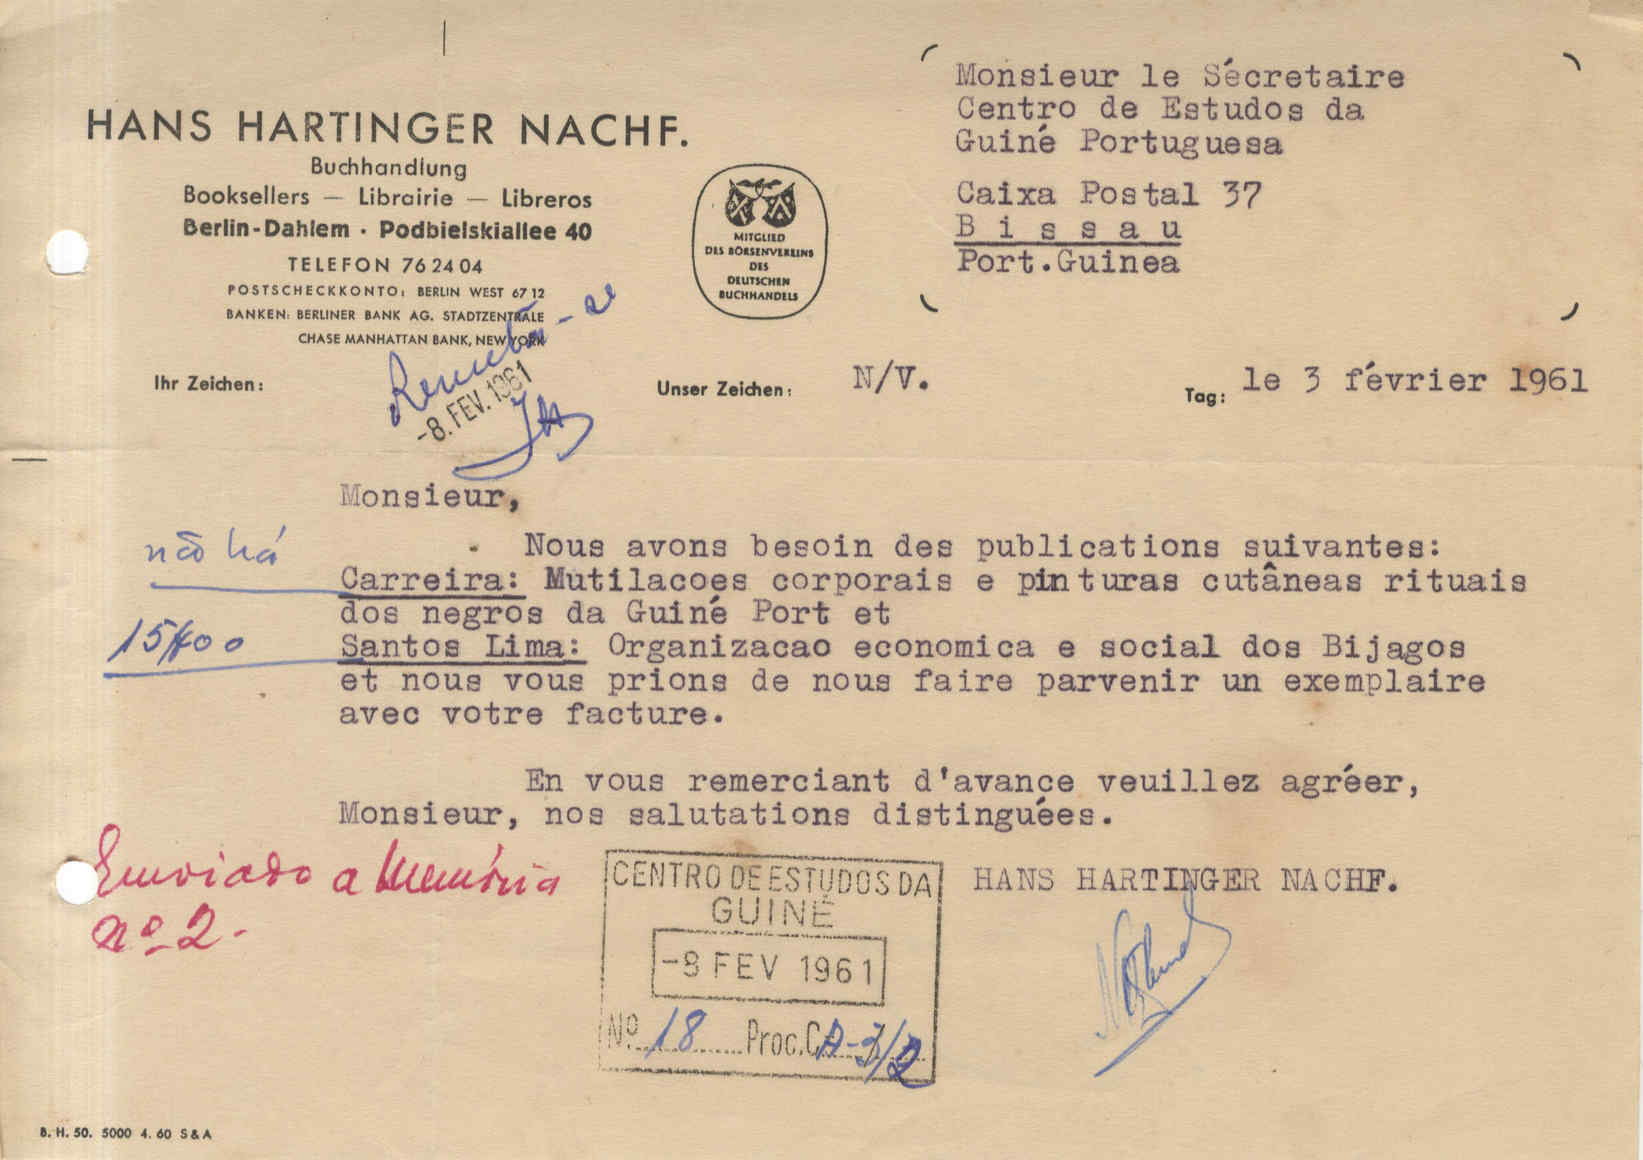 HANS HARTINGER NACHF.
Buchhandlung
Booksellers — Librairie — Libreros
Berlin-Dahlem · Podbielskiallee 40
TELEFON 76 24 04
POSTSCHECKKONTO: BERLIN WEST 67 12
BANKEN: BERLINER BANK AG. STADTZENTRALE
CHASE MANHATTAN BANK, NEW YORK
MITGLIED
DES BÖRSENVEREINS
DES
DEUTSCHEN
BUCHHANDELS
Monsieur le Sécretaire
Centro de Estudos da
Guiné Portuguesa
Caixa Postal 37
Bissau
Port.Guinea
-8. FEV. 1961
Ihr Zeichen:
Unser Zeichen: N/V.
Tag: le 3 février 1961
Monsieur,
não há
Nous avons besoin des publications suivantes:
Carreira: Mutilacoes corporais e pinturas cutâneas rituais
dos negros da Guiné Port et
15$00
Santos Lima: Organizacao economica e social dos Bijagos
et nous vous prions de nous faire parvenir un exemplaire
avec votre facture.
En vous remerciant d'avance veuillez agréer,
Monsieur, nos salutations distinguées.
Enviado a Memória
nº 2-
HANS HARTINGER NACHF.
CENTRO DE ESTUDOS DA
GUINÉ
-8 FEV 1961
Nº 18 Proc. CA-3/2
B. H. 50. 5000 4. 60 S & A